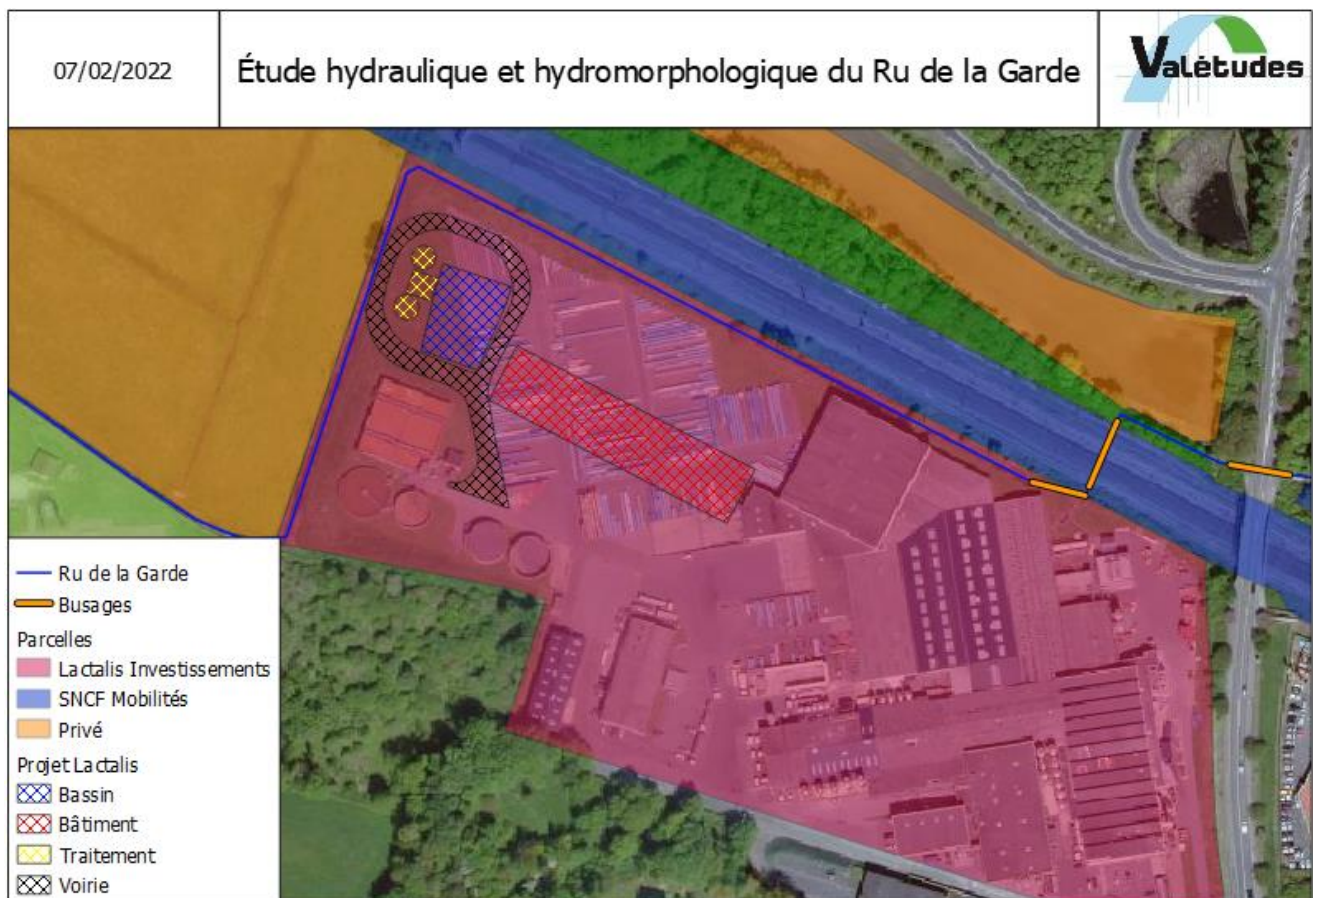 07/02/2022
Étude hydraulique et hydromorphologique du Ru de la Garde
Valétudes
Ru de la Garde
Busages
Parcelles
Lactalis Investissements
SNCF Mobilités
Privé
Projet Lactalis
Bassin
Bâtiment
Traitement
Voirie